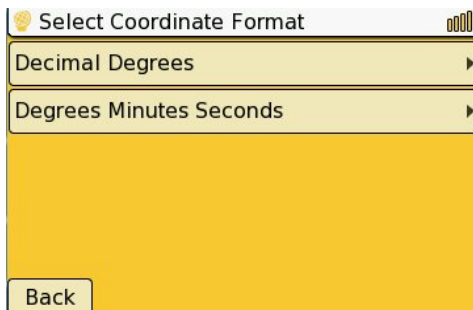 Select Coordinate Format
Decimal Degrees
Degrees Minutes Seconds
Back